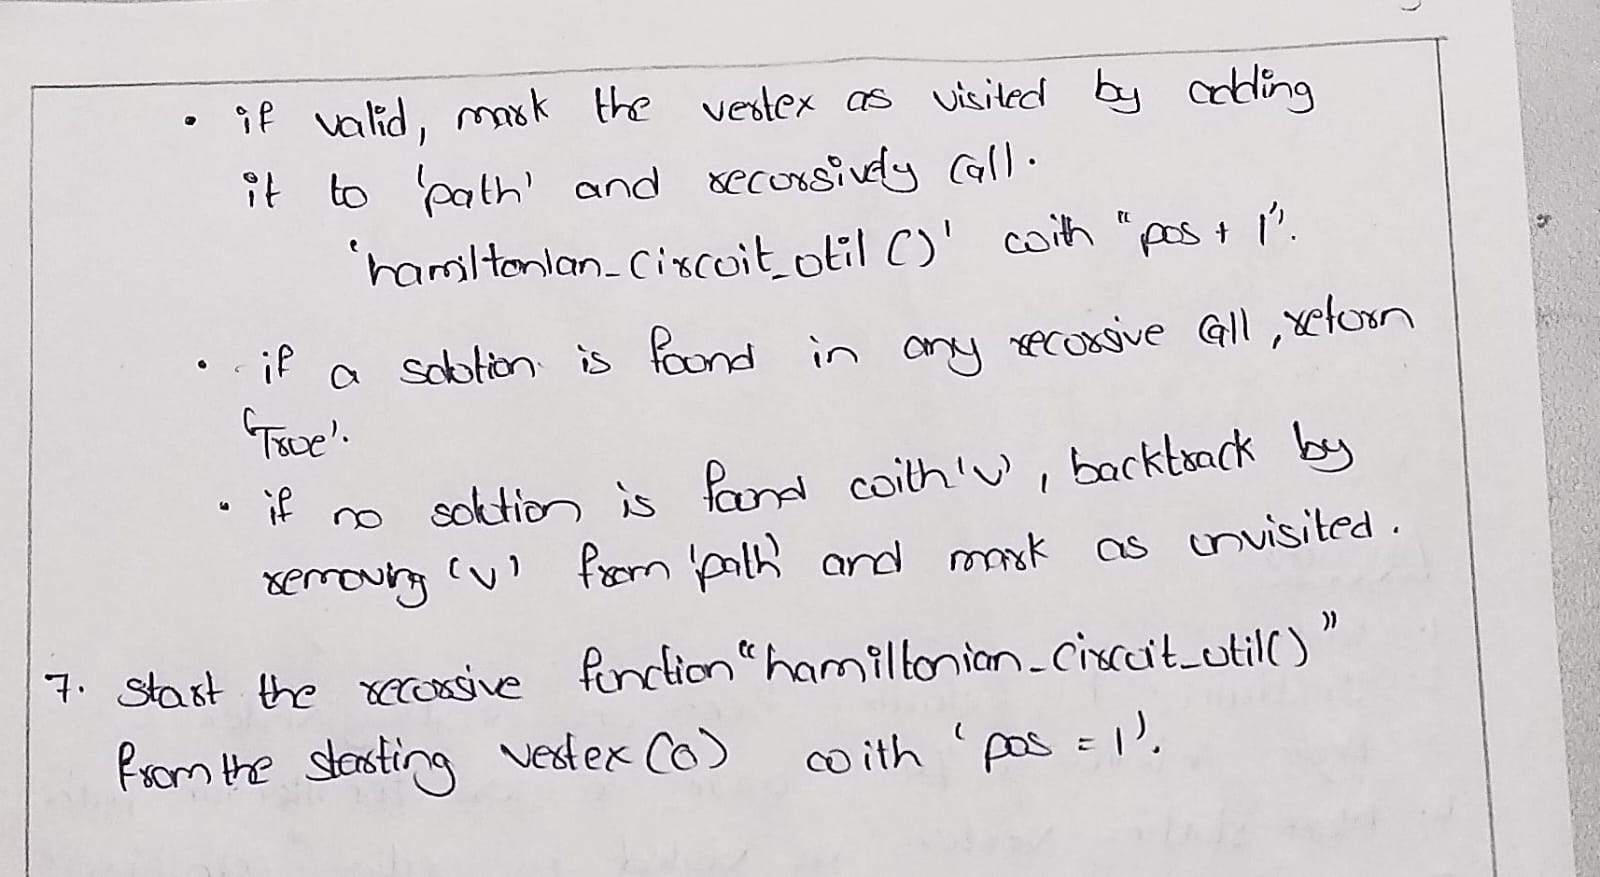 • if valid, mark the vertex as visited by adding
it to 'path' and recursively call.
'hamiltonian_circuit_util ()' with "pos + 1".
• if a solution is found in any recursive call, return
'True'.
• if no solution is found with 'v', backtrack by
removing 'v' from 'path' and mark as unvisited.
7. Start the recursive function "hamiltonian_circuit_util()"
from the starting vertex (0) with 'pos = 1'.